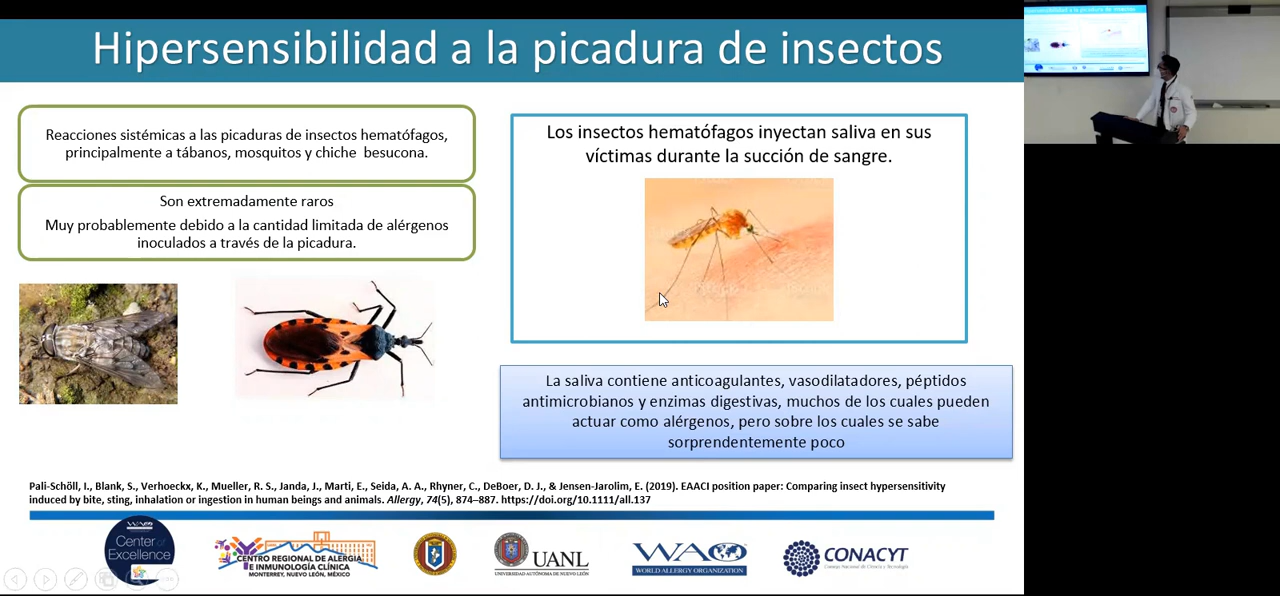 Hipersensibilidad a la picadura de insectos
Reacciones sistémicas a las picaduras de insectos hematófagos,
principalmente a tábanos, mosquitos y chiche besucona.
Son extremadamente raros
Muy probablemente debido a la cantidad limitada de alérgenos
inoculados a través de la picadura.
Los insectos hematófagos inyectan saliva en sus
víctimas durante la succión de sangre.
La saliva contiene anticoagulantes, vasodilatadores, péptidos
antimicrobianos y enzimas digestivas, muchos de los cuales pueden
actuar como alérgenos, pero sobre los cuales se sabe
sorprendentemente poco
Pali-Schöll, I., Blank, S., Verhoeckx, K., Mueller, R. S., Janda, J., Marti, E., Seida, A. A., Rhyner, C., DeBoer, D. J., & Jensen-Jarolim, E. (2019). EAACI position paper: Comparing insect hypersensitivity
induced by bite, sting, inhalation or ingestion in human beings and animals. Allergy, 74(5), 874–887. https://doi.org/10.1111/all.137
WAO
Center of
Excellence
CENTRO REGIONAL DE ALERGIA
E INMUNOLOGÍA CLÍNICA
MONTERREY, NUEVO LEÓN, MÉXICO
UANL
UNIVERSIDAD AUTÓNOMA DE NUEVO LEÓN
WAO
WORLD ALLERGY ORGANIZATION
CONACYT
Consejo Nacional de Ciencia y Tecnología